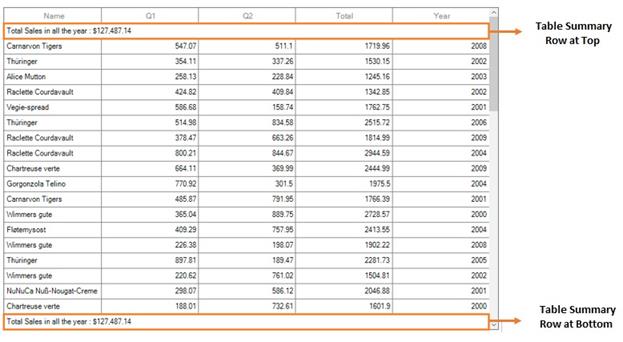 Name Q1 Q2 Total Year
Total Sales in all the year : $127,487.14
Table Summary
Row at Top
Carnarvon Tigers 547.07 511.1 1719.96 2008
Thüringer 354.11 337.26 1530.15 2002
Alice Mutton 258.13 228.84 1245.16 2003
Raclette Courdavault 424.82 409.84 1342.85 2002
Vegie-spread 586.68 158.74 1762.75 2001
Thüringer 514.98 834.58 2515.72 2006
Raclette Courdavault 378.47 663.26 1814.99 2009
Raclette Courdavault 800.21 844.67 2944.59 2004
Chartreuse verte 664.11 369.99 2444.99 2009
Gorgonzola Telino 770.92 301.5 1975.5 2004
Carnarvon Tigers 485.87 791.95 1766.39 2001
Wimmers gute 365.04 889.75 2728.57 2000
Fløtemysost 409.29 757.95 2413.55 2004
Wimmers gute 226.38 198.07 1902.22 2008
Thüringer 897.81 189.47 2281.73 2005
Wimmers gute 220.62 761.02 1504.81 2002
NuNuCa Nuß-Nougat-Creme 298.07 586.12 2046.88 2001
Chartreuse verte 188.01 732.61 1601.9 2000
Total Sales in all the year : $127,487.14
Table Summary
Row at Bottom